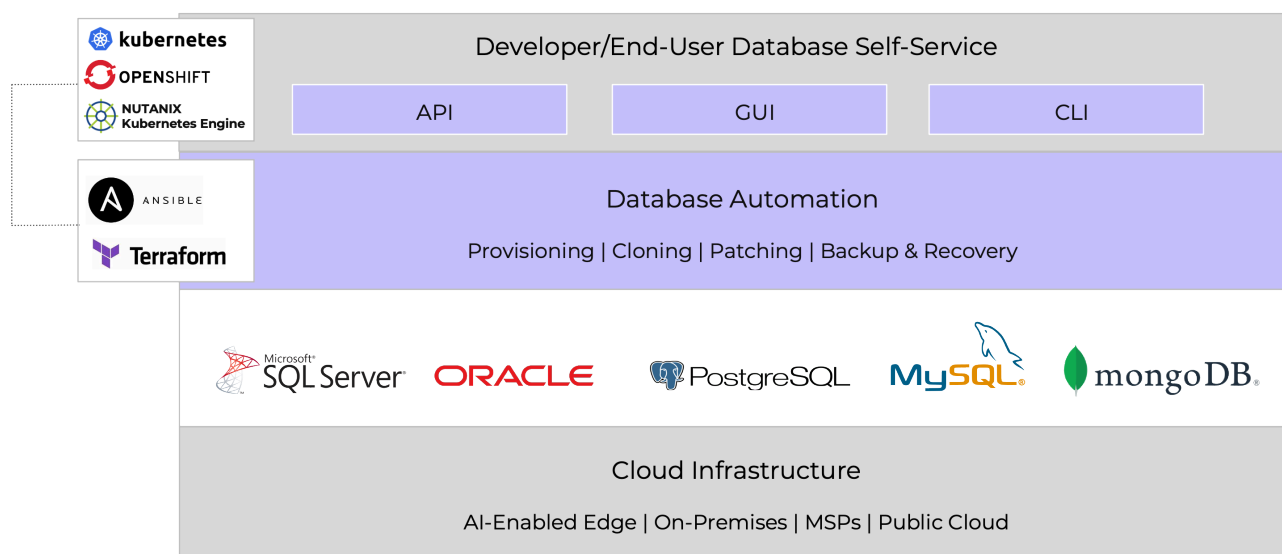 kubernetes
OPENSHIFT
NUTANIX
Kubernetes Engine
Developer/End-User Database Self-Service
API
GUI
CLI
ANSIBLE
Terraform
Database Automation
Provisioning | Cloning | Patching | Backup & Recovery
Microsoft®
SQL Server®
ORACLE
PostgreSQL
MySQL®
mongoDB®
Cloud Infrastructure
AI-Enabled Edge | On-Premises | MSPs | Public Cloud